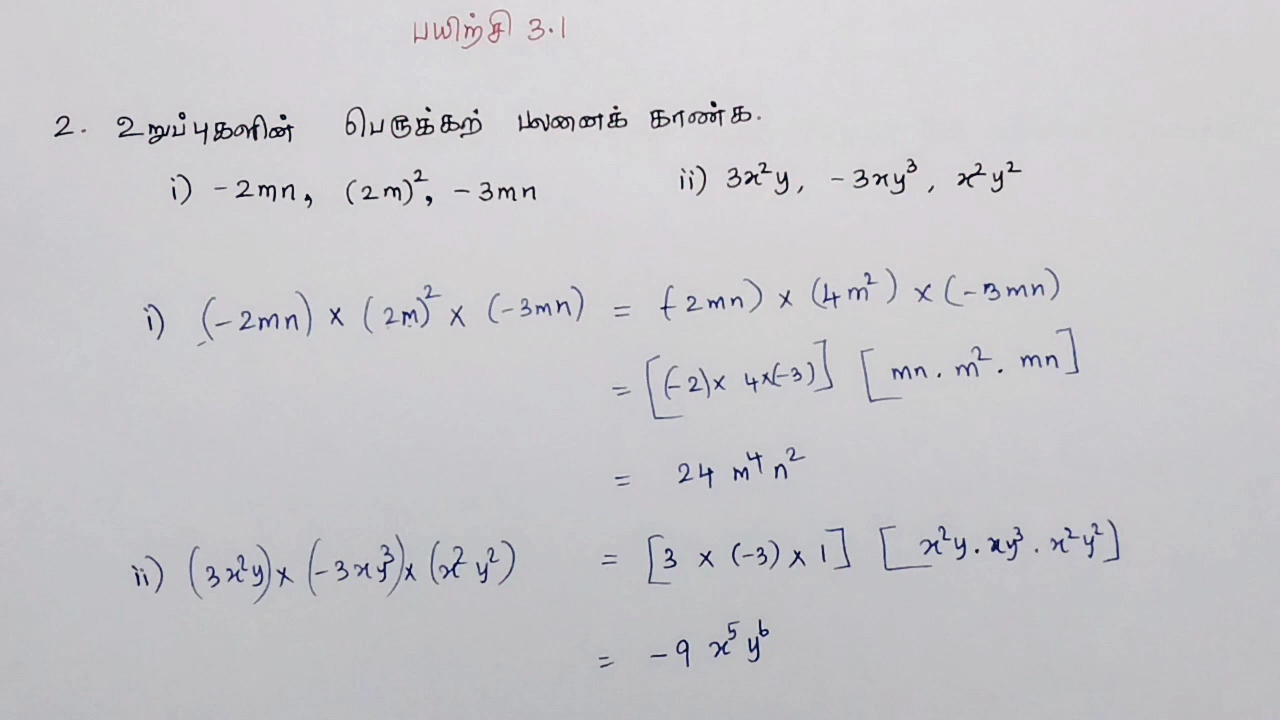 பயிற்சி 3.1
2. உறுப்புகளின் பெருக்கற் பலனைக் காண்க.
i) -2mn, (2m)², -3mn ii) 3x²y, -3xy³, x²y²
i) (-2mn) × (2m)² × (-3mn) = (-2mn) × (4m²) × (-3mn)
= [(-2)× 4×(-3)] [mn . m² . mn]
= 24 m⁴n²
ii) (3x²y)×(-3xy³)×(x²y²) = [3 × (-3) × 1] [x²y . xy³ . x²y²]
= -9 x⁵y⁶